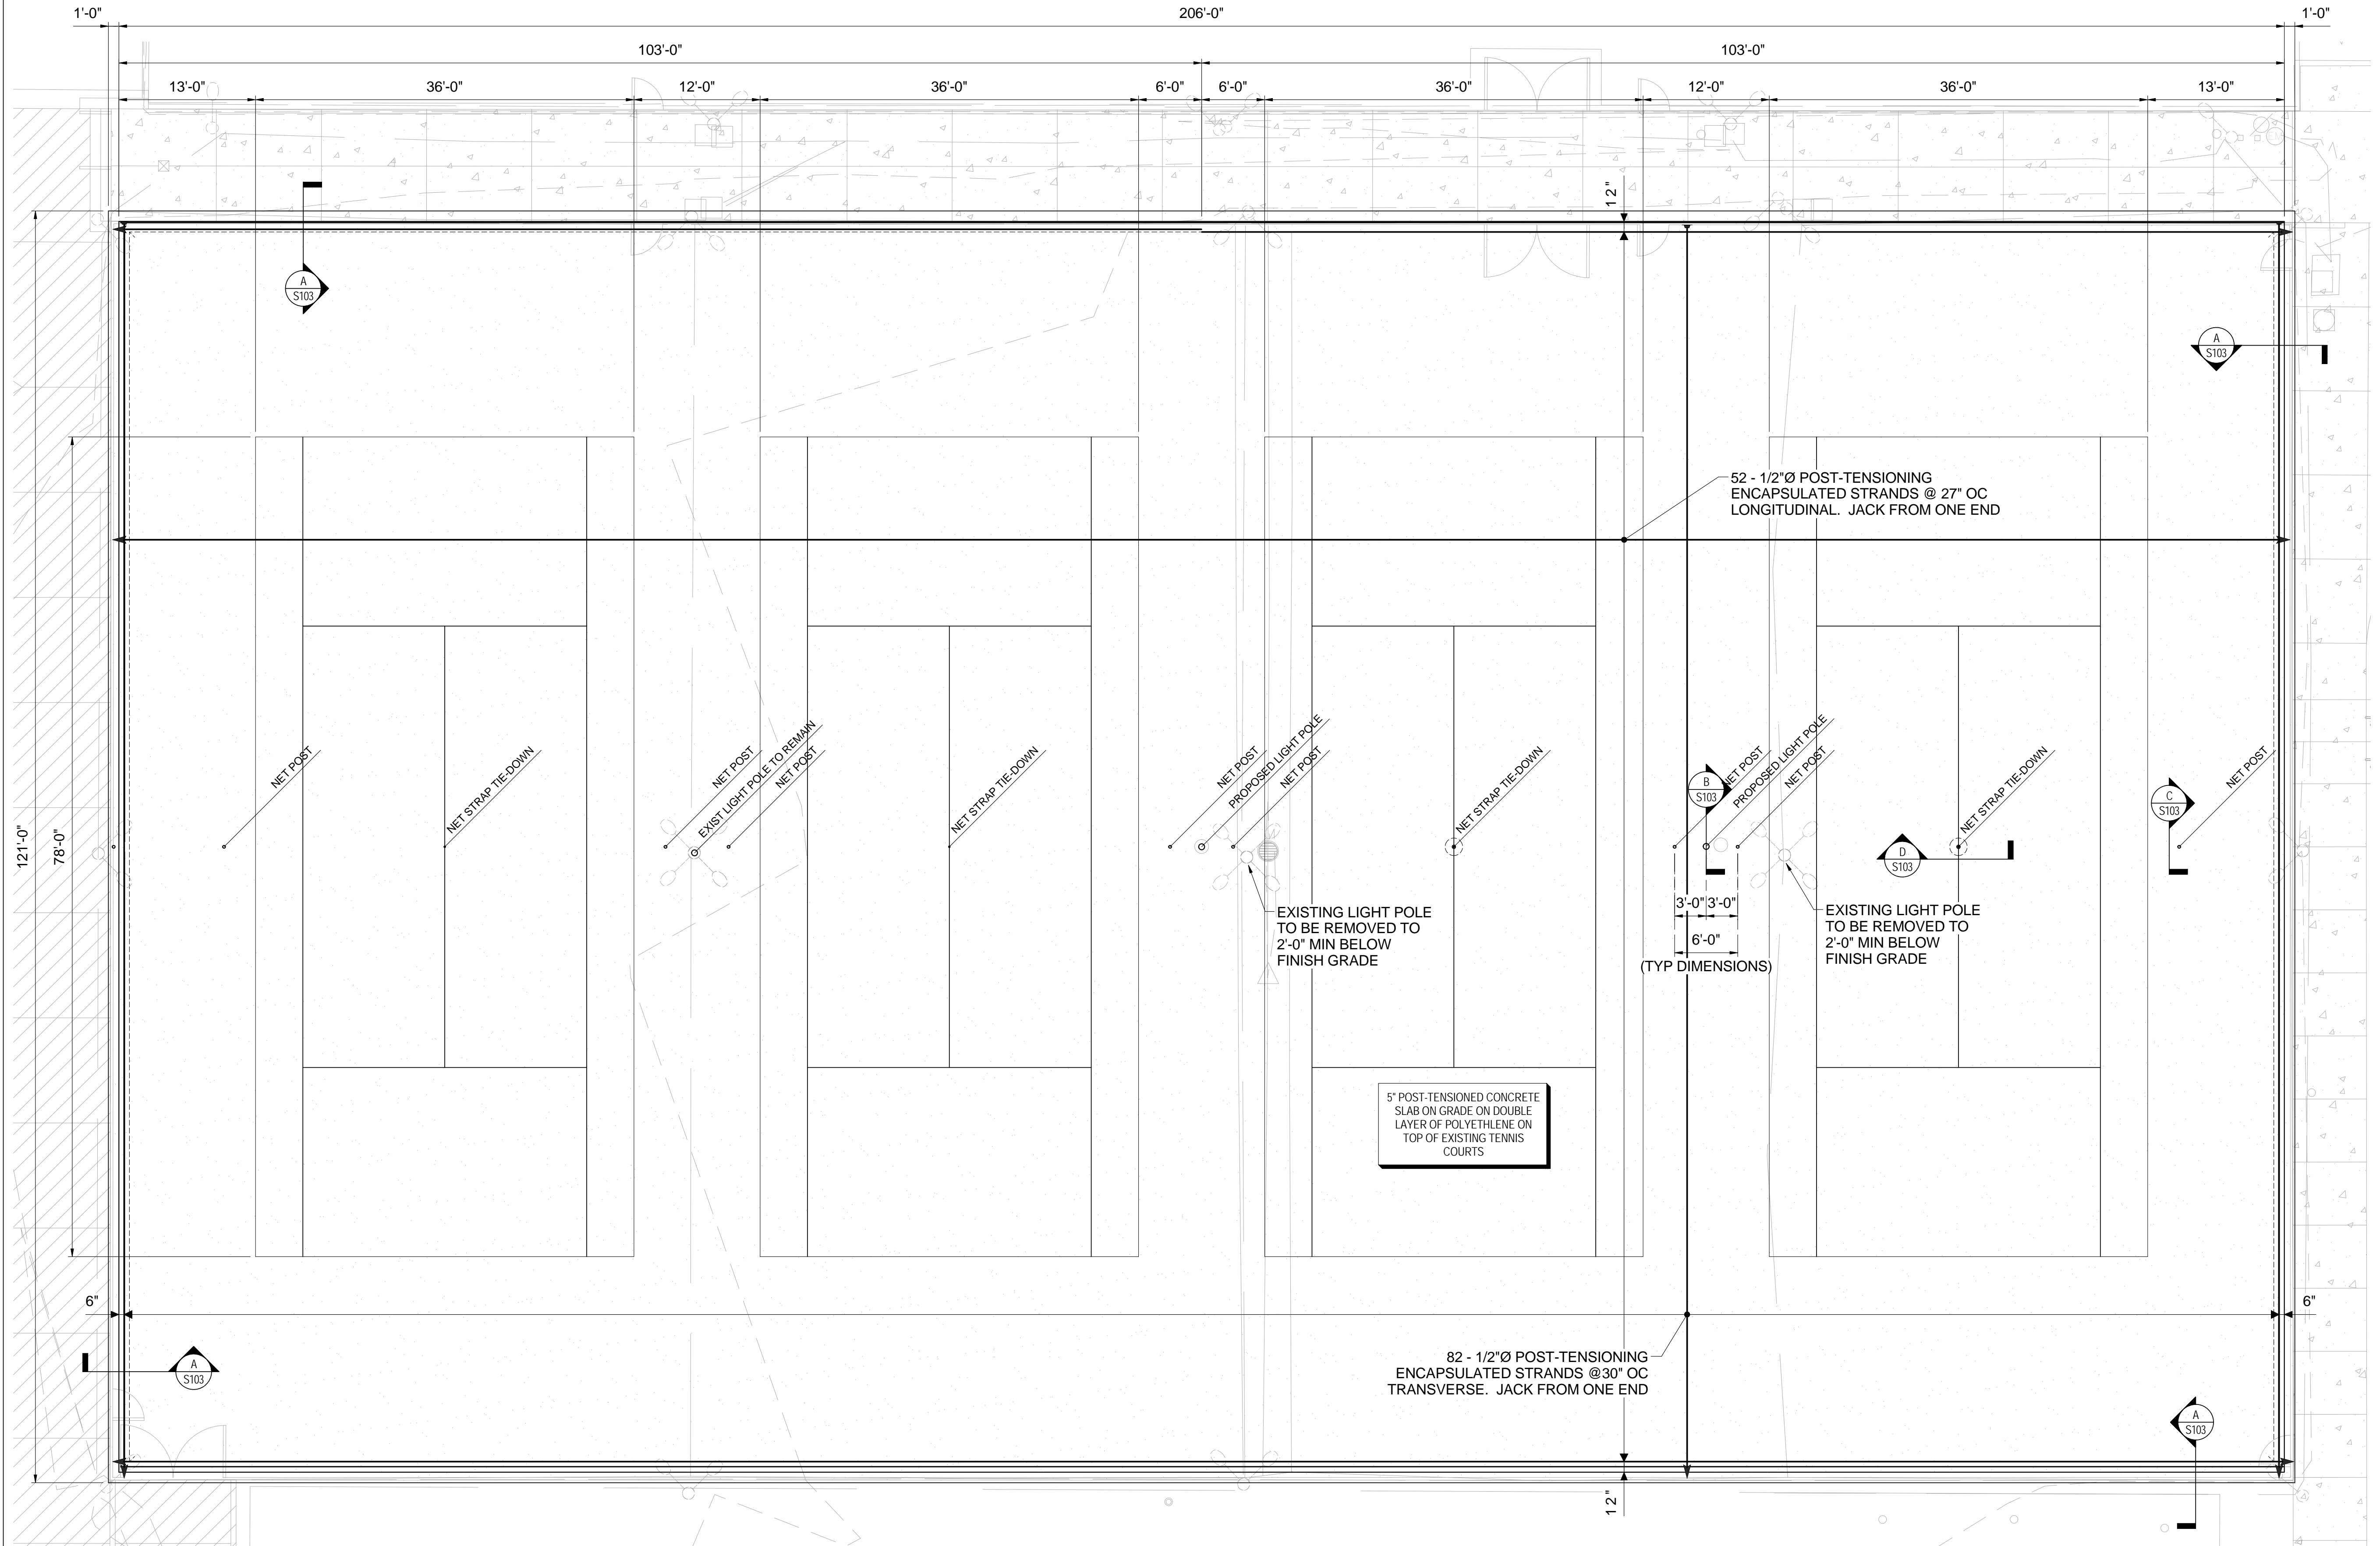 1'-0"
206'-0"
1'-0"
103'-0"
103'-0"
13'-0"
36'-0"
12'-0"
36'-0"
6'-0"
6'-0"
36'-0"
12'-0"
36'-0"
13'-0"
12"
A
S103
A
S103
52 - 1/2"Ø POST-TENSIONING
ENCAPSULATED STRANDS @ 27" OC
LONGITUDINAL. JACK FROM ONE END
121'-0"
78'-0"
NET POST
NET STRAP TIE-DOWN
NET POST
EXIST LIGHT POLE TO REMAIN
NET POST
NET STRAP TIE-DOWN
NET POST
PROPOSED LIGHT POLE
NET POST
NET STRAP TIE-DOWN
B
S103
NET POST
PROPOSED LIGHT POLE
NET POST
D
S103
NET STRAP TIE-DOWN
C
S103
NET POST
EXISTING LIGHT POLE
TO BE REMOVED TO
2'-0" MIN BELOW
FINISH GRADE
3'-0"
3'-0"
6'-0"
(TYP DIMENSIONS)
EXISTING LIGHT POLE
TO BE REMOVED TO
2'-0" MIN BELOW
FINISH GRADE
5" POST-TENSIONED CONCRETE
SLAB ON GRADE ON DOUBLE
LAYER OF POLYETHLENE ON
TOP OF EXISTING TENNIS
COURTS
6"
6"
A
S103
82 - 1/2"Ø POST-TENSIONING
ENCAPSULATED STRANDS @30" OC
TRANSVERSE. JACK FROM ONE END
A
S103
12"